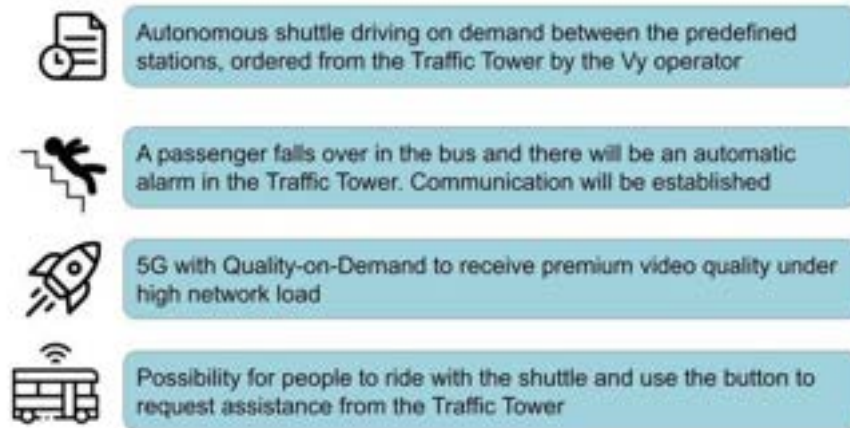 Autonomous shuttle driving on demand between the predefined
stations, ordered from the Traffic Tower by the Vy operator
A passenger falls over in the bus and there will be an automatic
alarm in the Traffic Tower. Communication will be established
5G with Quality-on-Demand to receive premium video quality under
high network load
Possibility for people to ride with the shuttle and use the button to
request assistance from the Traffic Tower